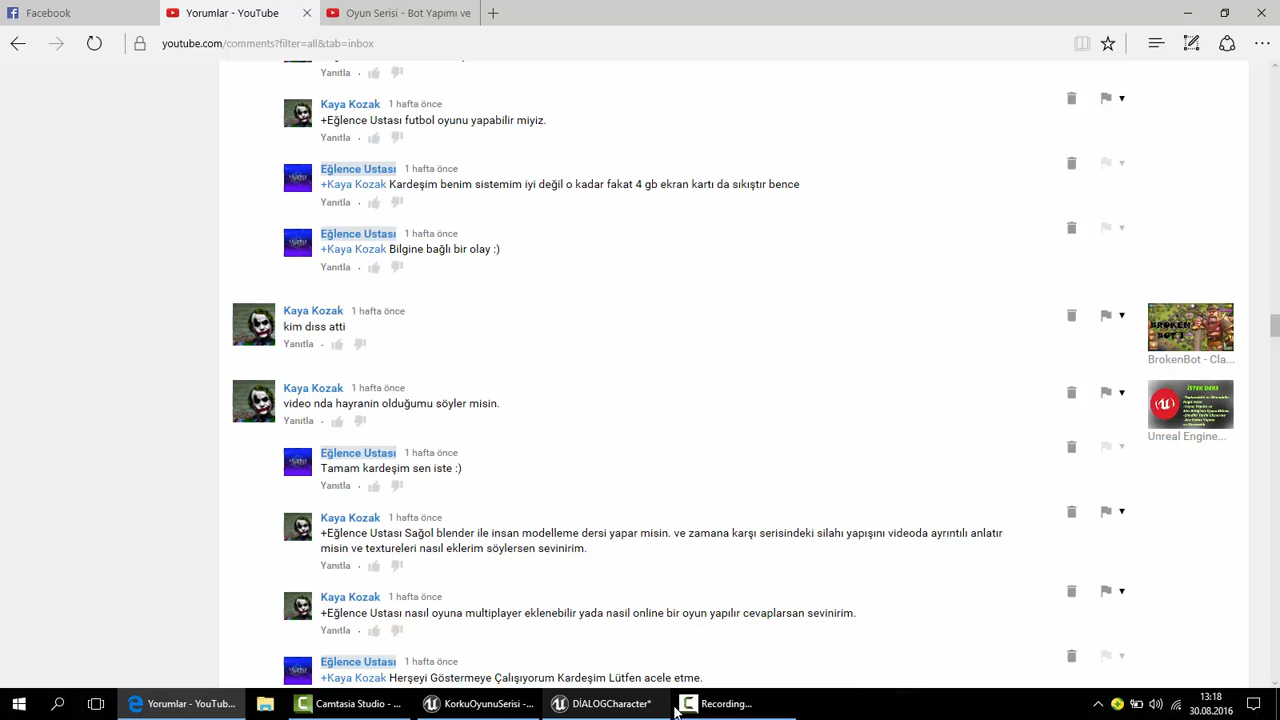 Facebook
Yorumlar - YouTube
Oyun Serisi - Bot Yapımı ve
youtube.com/comments?filter=all&tab=inbox
Yanıtla
Kaya Kozak 1 hafta önce
+Eğlence Ustası futbol oyunu yapabilir miyiz.
Yanıtla
Eğlence Ustası 1 hafta önce
+Kaya Kozak Kardeşim benim sistemim iyi değil o kadar fakat 4 gb ekran kartı da sıkıştır bence
Yanıtla
Eğlence Ustası 1 hafta önce
+Kaya Kozak Bilgine bağlı bir olay :)
Yanıtla
Kaya Kozak 1 hafta önce
kim dıss atti
Yanıtla
BROKEN
BOT
BrokenBot - Cla...
Kaya Kozak 1 hafta önce
video nda hayranin olduğumu söyler misin.
Yanıtla
İSTEK DERS
Unreal Engine...
Eğlence Ustası 1 hafta önce
Tamam kardeşim sen iste :)
Yanıtla
Kaya Kozak 1 hafta önce
+Eğlence Ustası Sağol blender ile insan modelleme dersi yapar misin. ve zamana karşı serisindeki silahı yapışını videoda ayrıntılı anlatır
misin ve textureleri nasıl eklerim söylersen sevinirim.
Yanıtla
Kaya Kozak 1 hafta önce
+Eğlence Ustası nasıl oyuna multiplayer eklenebilir yada nasil online bir oyun yapılır cevaplarsan sevinirim.
Yanıtla
Eğlence Ustası 1 hafta önce
+Kaya Kozak Herşeyi Göstermeye Çalışıyorum Kardeşim Lütfen acele etme.
Yorumlar - YouTub...
Camtasia Studio - ...
KorkuOyunuSerisi -...
DİALOGCharacter*
Recording...
13:18
30.08.2016